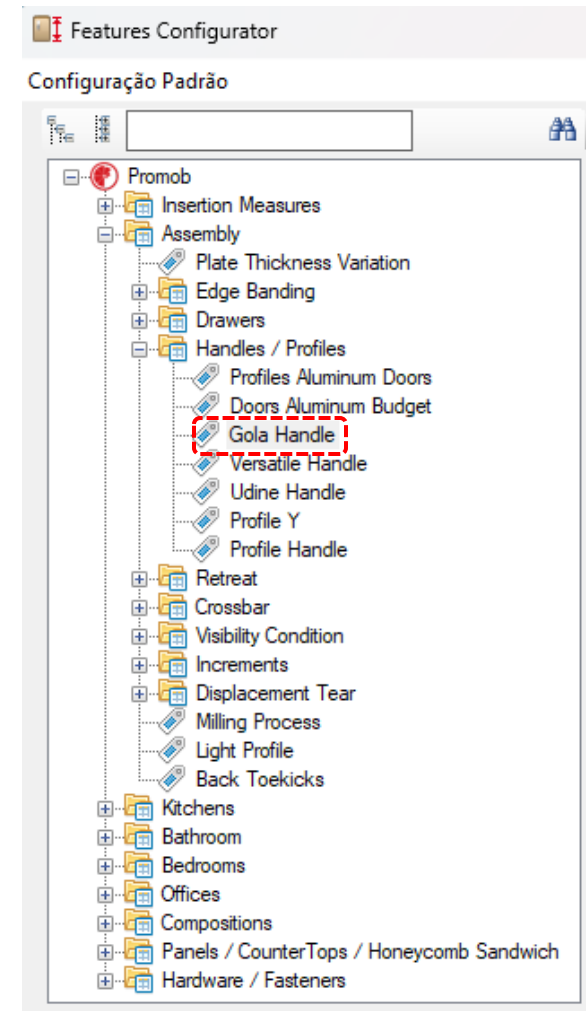 Features Configurator
Configuração Padrão
Promob
Insertion Measures
Assembly
Plate Thickness Variation
Edge Banding
Drawers
Handles / Profiles
Profiles Aluminum Doors
Doors Aluminum Budget
Gola Handle
Versatile Handle
Udine Handle
Profile Y
Profile Handle
Retreat
Crossbar
Visibility Condition
Increments
Displacement Tear
Milling Process
Light Profile
Back Toekicks
Kitchens
Bathroom
Bedrooms
Offices
Compositions
Panels / CounterTops / Honeycomb Sandwich
Hardware / Fasteners